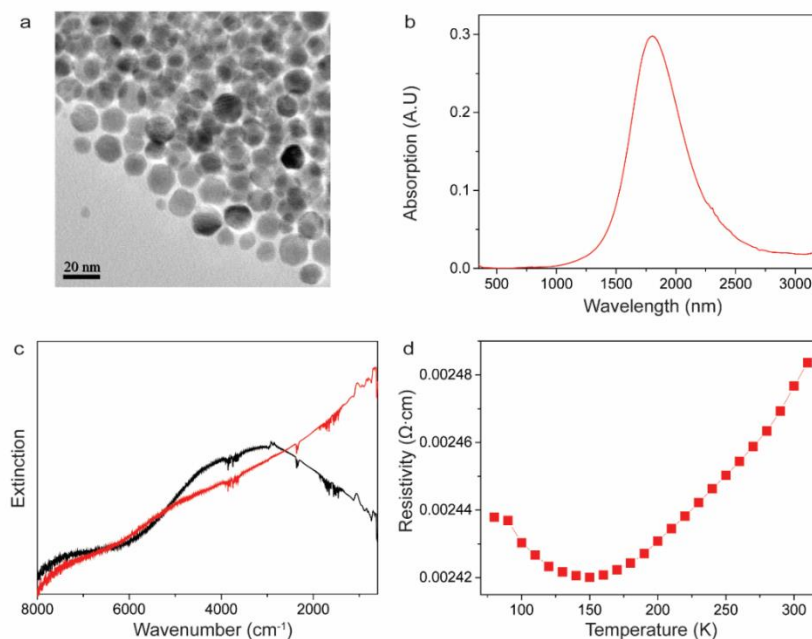 a
20 nm
b
Absorption (A.U)
0.3
0.2
0.1
0.0
500 1000 1500 2000 2500 3000
Wavelength (nm)
c
Extinction
8000 6000 4000 2000
Wavenumber (cm⁻¹)
d
Resistivity (Ω·cm)
0.00248
0.00246
0.00244
0.00242
100 150 200 250 300
Temperature (K)